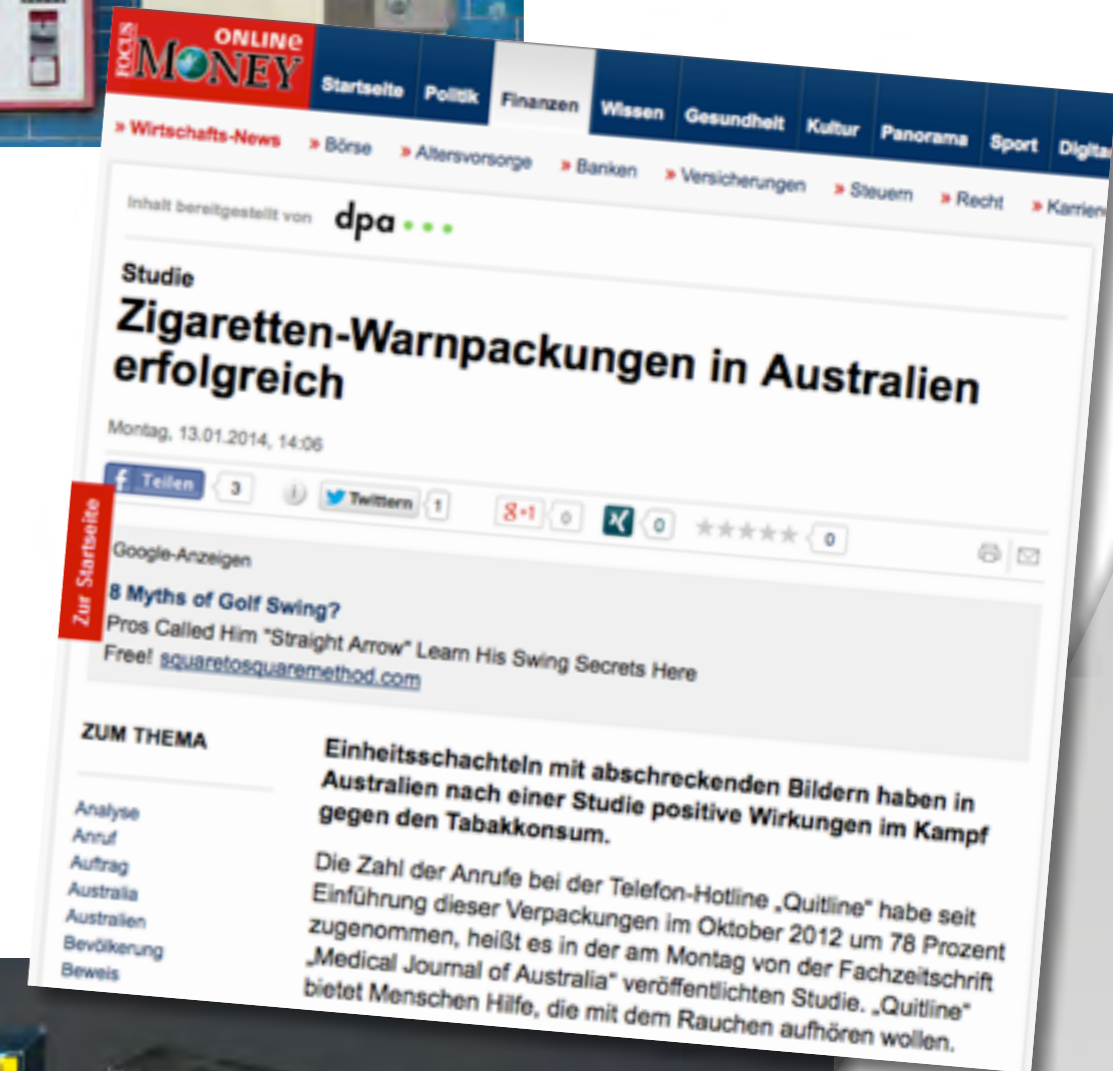 FOCUS
ONLINE
MONEY
Startseite
Politik
Finanzen
Wissen
Gesundheit
Kultur
Panorama
Sport
» Wirtschafts-News
» Börse
» Altersvorsorge
» Banken
» Versicherungen
» Steuern
» Recht
Inhalt bereitgestellt von
dpa
Studie
Zigaretten-Warnpackungen in Australien
erfolgreich
Montag, 13.01.2014, 14:06
f Teilen 3
i
Twittern 1
g+1 0
0
0
Zur Startseite
Google-Anzeigen
8 Myths of Golf Swing?
Pros Called Him "Straight Arrow" Learn His Swing Secrets Here
Free! squaretosquaremethod.com
ZUM THEMA
Analyse
Anruf
Auftrag
Australia
Australien
Bevölkerung
Beweis
Einheitsschachteln mit abschreckenden Bildern haben in
Australien nach einer Studie positive Wirkungen im Kampf
gegen den Tabakkonsum.
Die Zahl der Anrufe bei der Telefon-Hotline „Quitline“ habe seit
Einführung dieser Verpackungen im Oktober 2012 um 78 Prozent
zugenommen, heißt es in der am Montag von der Fachzeitschrift
„Medical Journal of Australia“ veröffentlichten Studie. „Quitline“
bietet Menschen Hilfe, die mit dem Rauchen aufhören wollen.